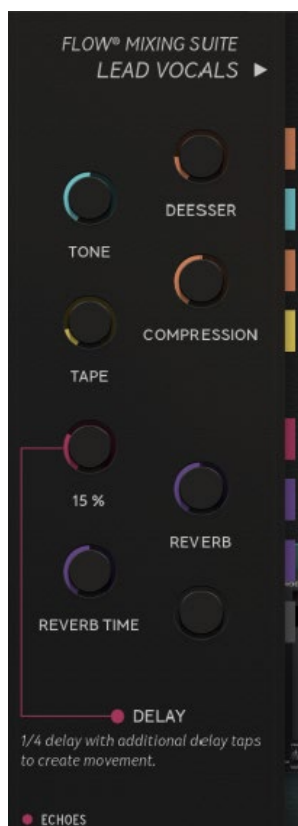 FLOW® MIXING SUITE
LEAD VOCALS
DEESSER
TONE
COMPRESSION
TAPE
15 %
REVERB
REVERB TIME
DELAY
1/4 delay with additional delay taps
to create movement.
ECHOES